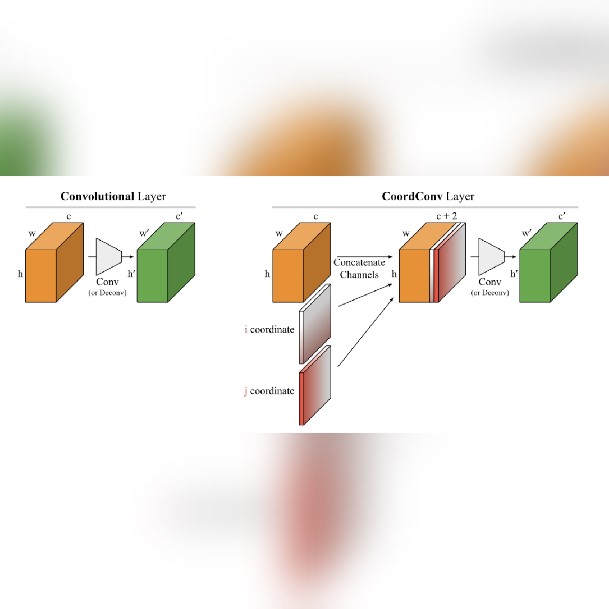 Convolutional Layer
c
w
h
Conv
(or Deconv)
c'
w'
h'
CoordConv Layer
c
w
h
Concatenate
Channels
i coordinate
j coordinate
c + 2
w
h
Conv
(or Deconv)
c'
w'
h'